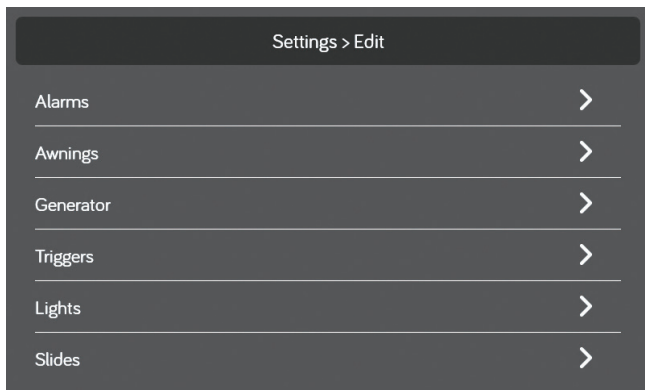 Settings > Edit
Alarms
Awnings
Generator
Triggers
Lights
Slides